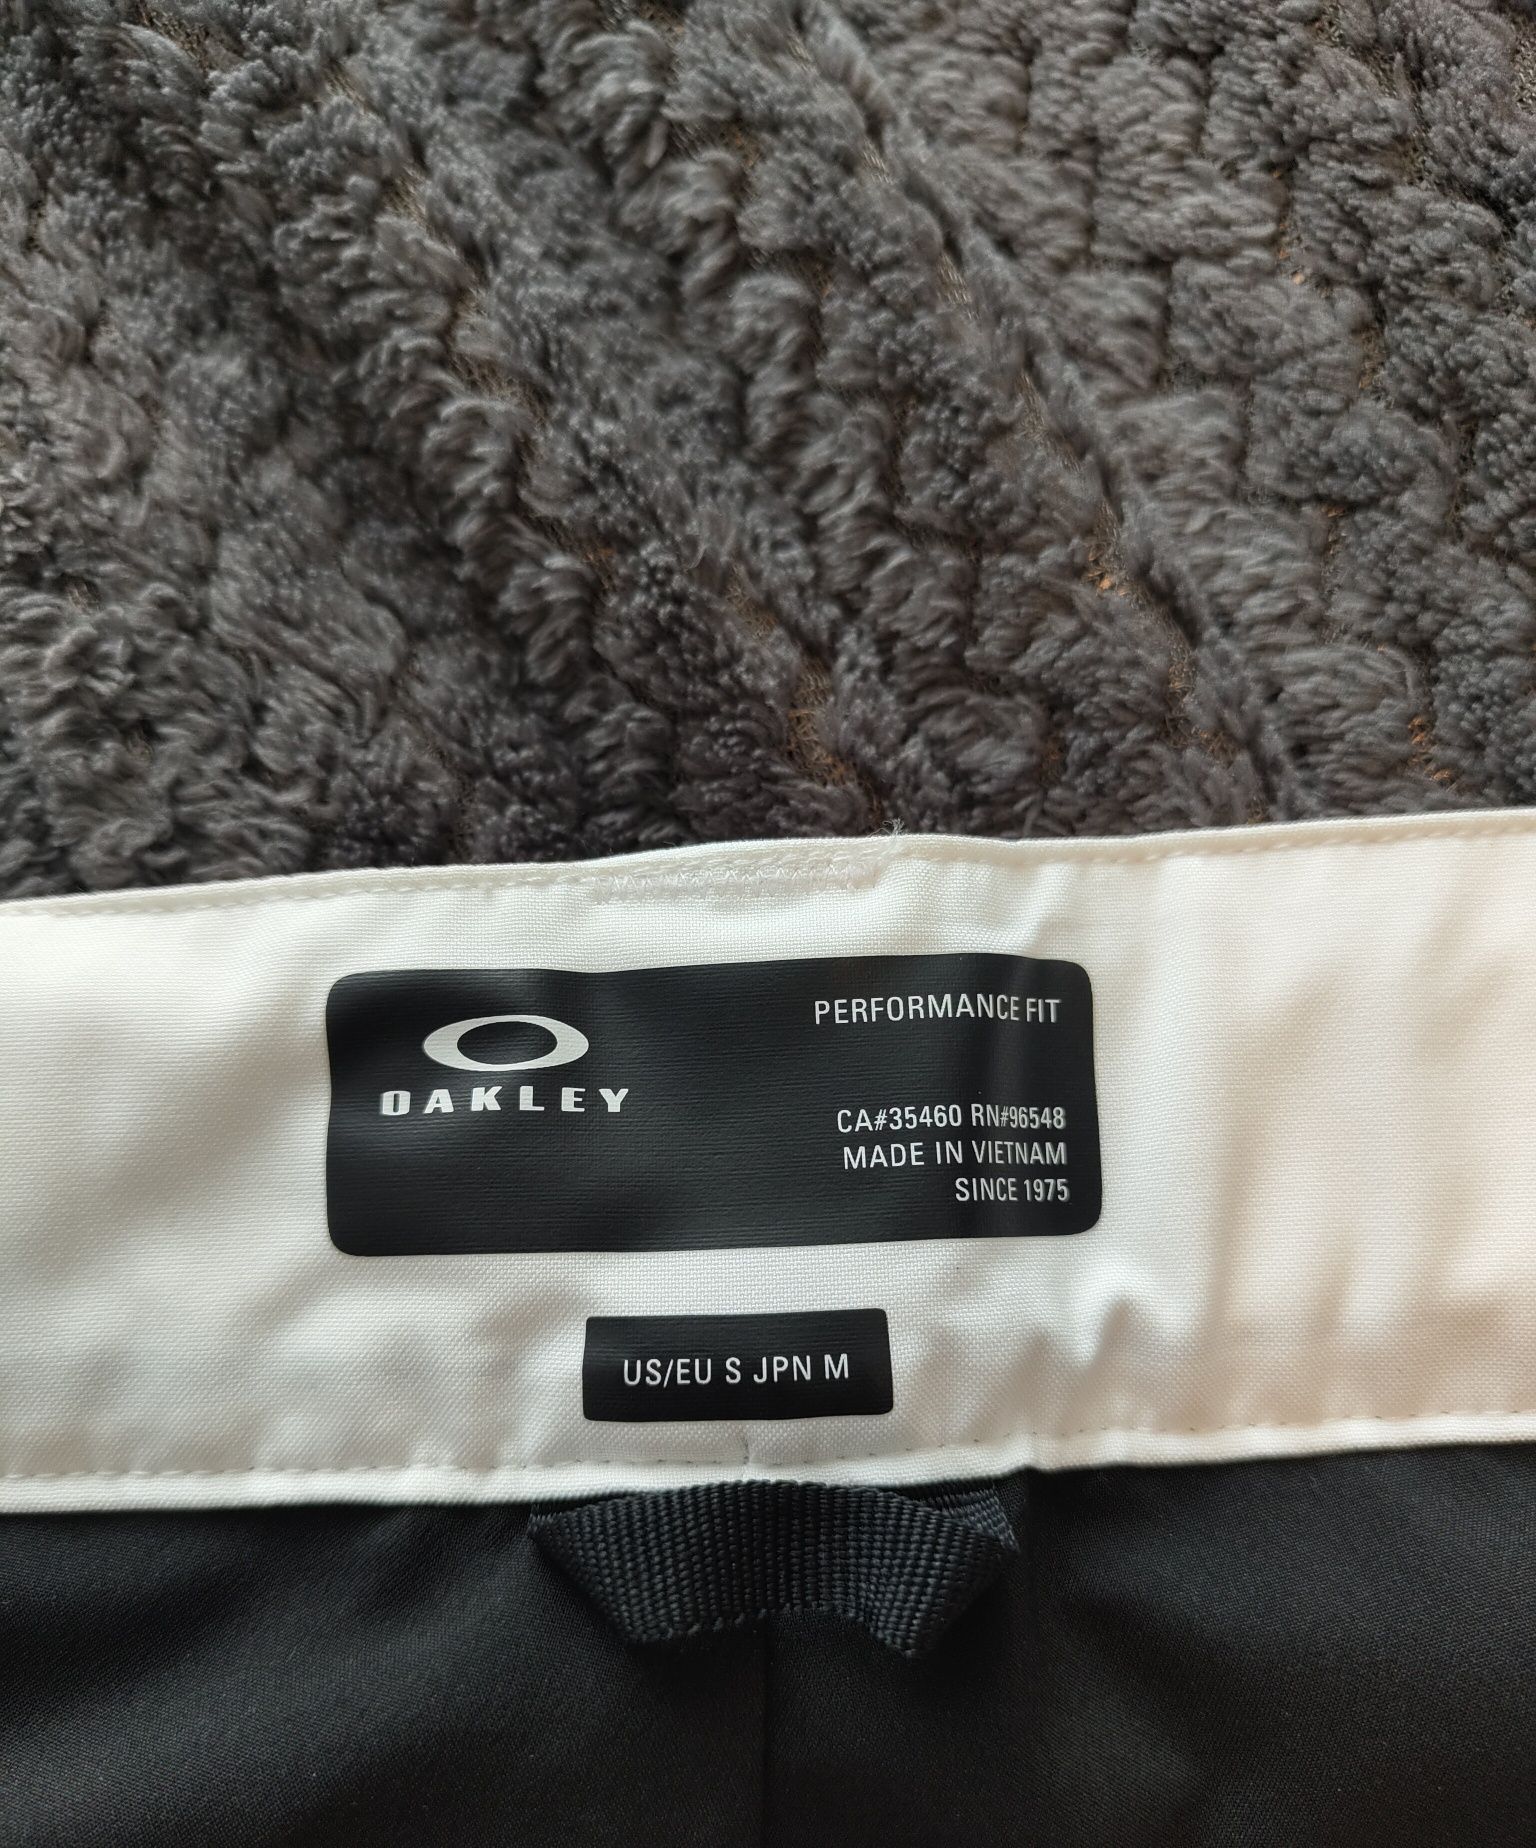 PERFORMANCE FIT
OAKLEY
CA#35460 RN#96548
MADE IN VIETNAM
SINCE 1975
US/EU S JPN M